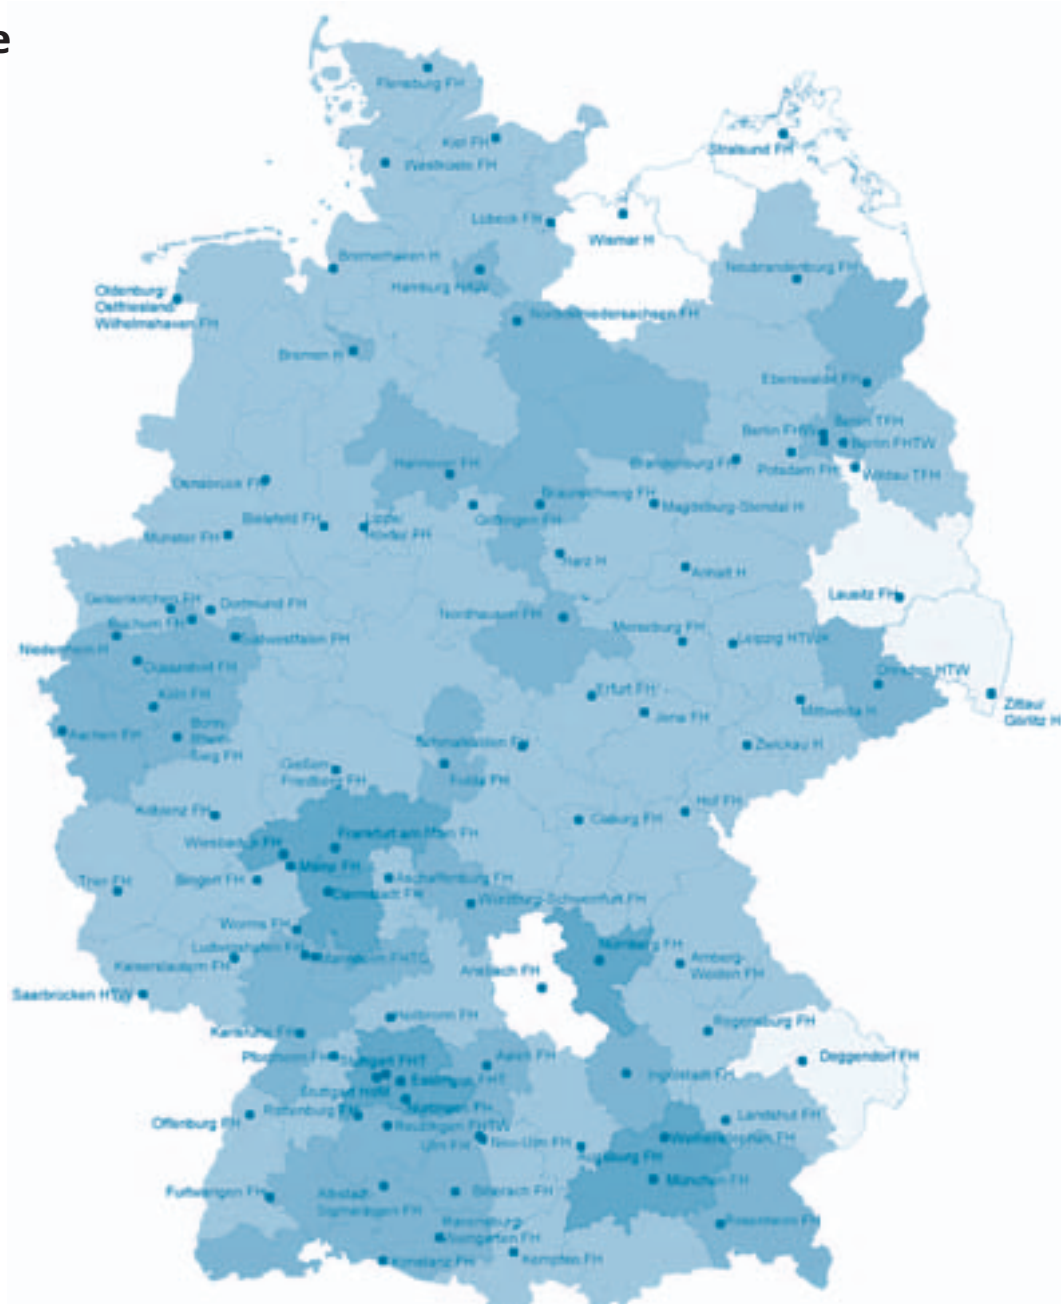 e
Flensburg FH
Kiel FH
Westküste FH
Stralsund FH
Lübeck FH
Wismar H
Bremerhaven H
Neubrandenburg FH
Hamburg HAW
Oldenburg/
Ostfriesland/
Wilhelmshaven FH
Nordostniedersachsen FH
Bremen H
Eberswalde FH
Berlin TFH
Berlin FHW
Berlin FHTW
Hannover FH
Brandenburg FH
Potsdam FH
Wildau TFH
Osnabrück FH
Braunschweig FH
Magdeburg-Stendal H
Bielefeld FH
Lippe/
Höxter FH
Göttingen FH
Münster FH
Harz H
Anhalt H
Lausitz FH
Gelsenkirchen FH
Dortmund FH
Bochum FH
Nordhausen FH
Merseburg FH
Leipzig HTWK
Südwestfalen FH
Niederrhein H
Düsseldorf FH
Dresden HTW
Köln FH
Erfurt FH
Jena FH
Mittweida H
Zittau/
Görlitz H
Aachen FH
Bonn-
Rhein-
Sieg FH
Schmalkalden FH
Zwickau H
Gießen-
Friedberg FH
Fulda FH
Koblenz FH
Hof FH
Coburg FH
Frankfurt am Main FH
Wiesbaden FH
Mainz FH
Trier FH
Bingen FH
Aschaffenburg FH
Darmstadt FH
Würzburg-Schweinfurt FH
Worms FH
Ludwigshafen FH
Nürnberg FH
Kaiserslautern FH
Mannheim FHTG
Amberg-
Weiden FH
Ansbach FH
Saarbrücken HTW
Heilbronn FH
Regensburg FH
Karlsruhe FH
Pforzheim FH
Stuttgart FHT
Aalen FH
Deggendorf FH
Ingolstadt FH
Esslingen FHT
Stuttgart HdM
Nürtingen FH
Rottenburg FH
Offenburg FH
Landshut FH
Reutlingen FHTW
Ulm FH
Neu-Ulm FH
Weihenstephan FH
Augsburg FH
München FH
Furtwangen FH
Albstadt-
Sigmaringen FH
Biberach FH
Ravensburg-
Weingarten FH
Rosenheim FH
Konstanz FH
Kempten FH